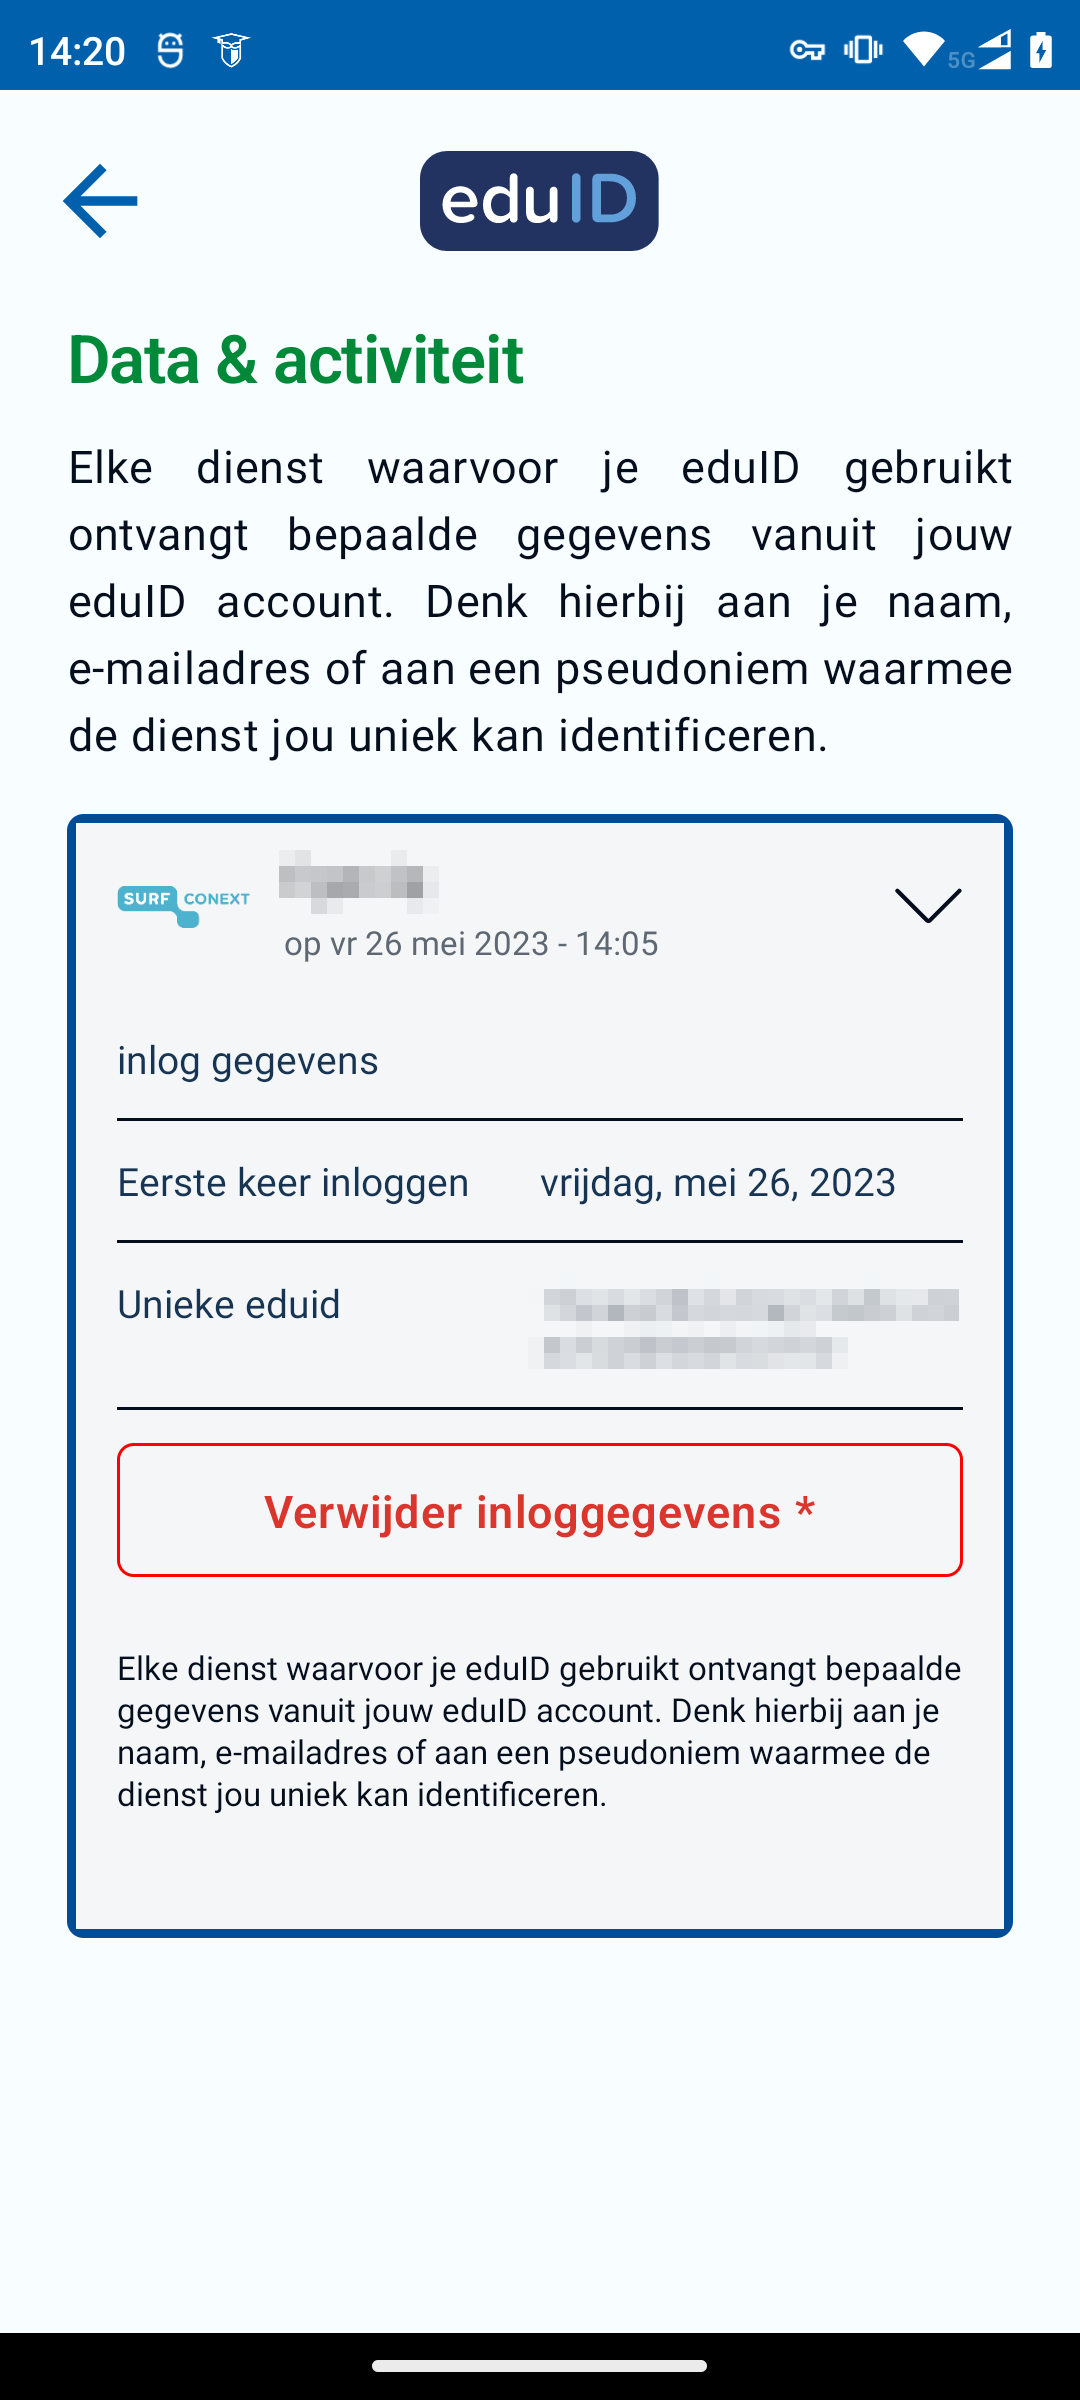 14:20
5G
eduID
Data & activiteit
Elke dienst waarvoor je eduID gebruikt
ontvangt bepaalde gegevens vanuit jouw
eduID account. Denk hierbij aan je naam,
e-mailadres of aan een pseudoniem waarmee
de dienst jou uniek kan identificeren.
SURF CONEXT
op vr 26 mei 2023 - 14:05
inlog gegevens
Eerste keer inloggen vrijdag, mei 26, 2023
Unieke eduid
Verwijder inloggegevens *
Elke dienst waarvoor je eduID gebruikt ontvangt bepaalde
gegevens vanuit jouw eduID account. Denk hierbij aan je
naam, e-mailadres of aan een pseudoniem waarmee de
dienst jou uniek kan identificeren.